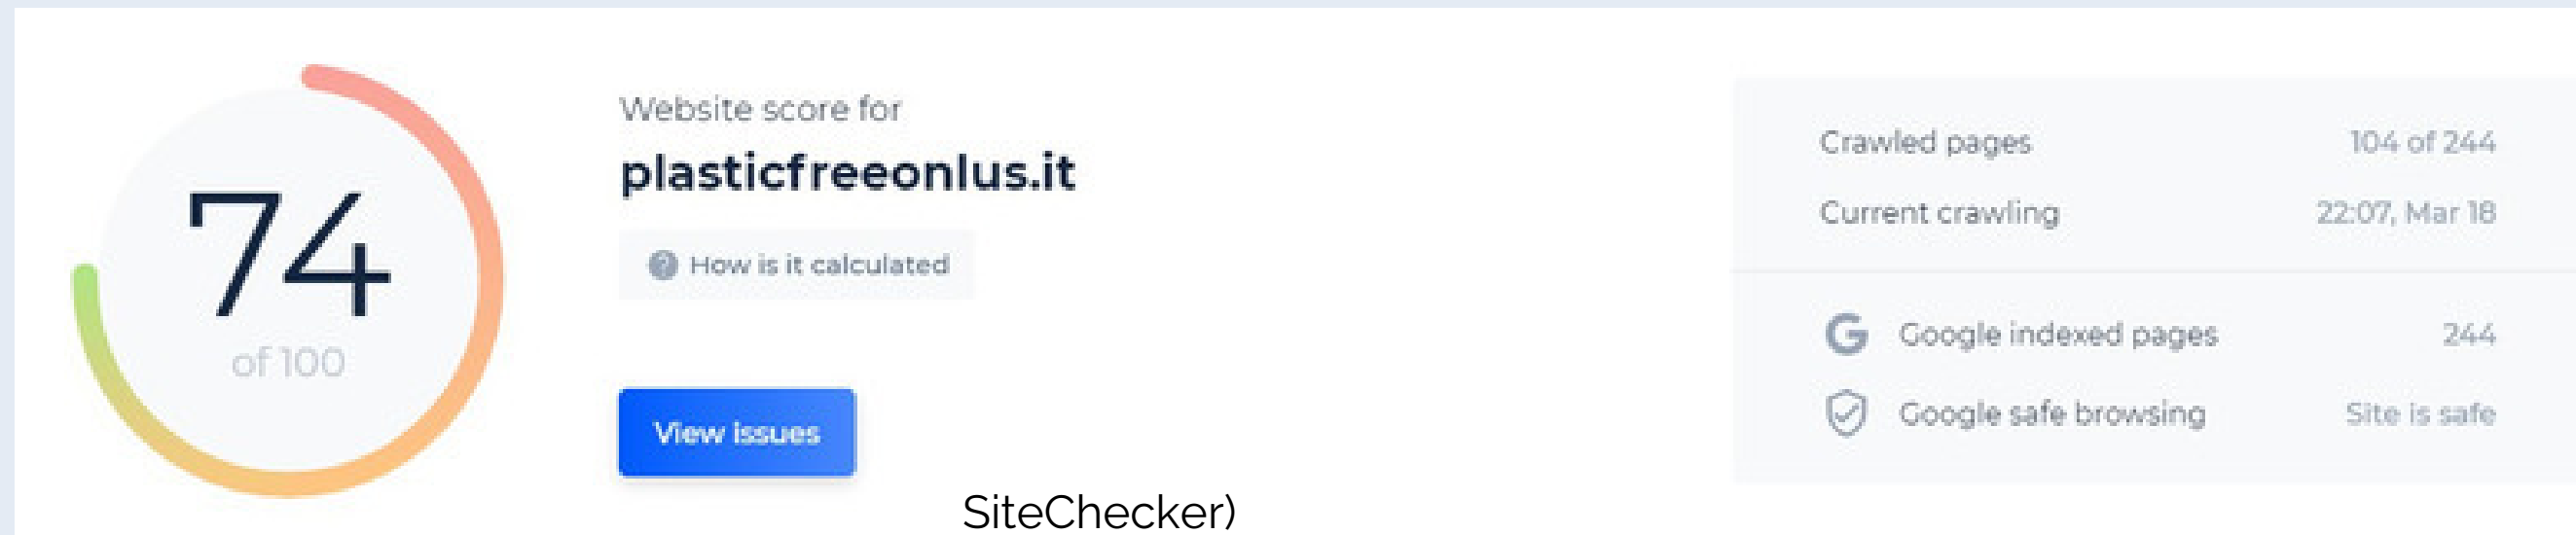 74
of 100
Website score for
plasticfreeonlus.it
? How is it calculated
View issues
Crawled pages 104 of 244
Current crawling 22:07, Mar 18
G Google indexed pages 244
Google safe browsing Site is safe
SiteChecker)